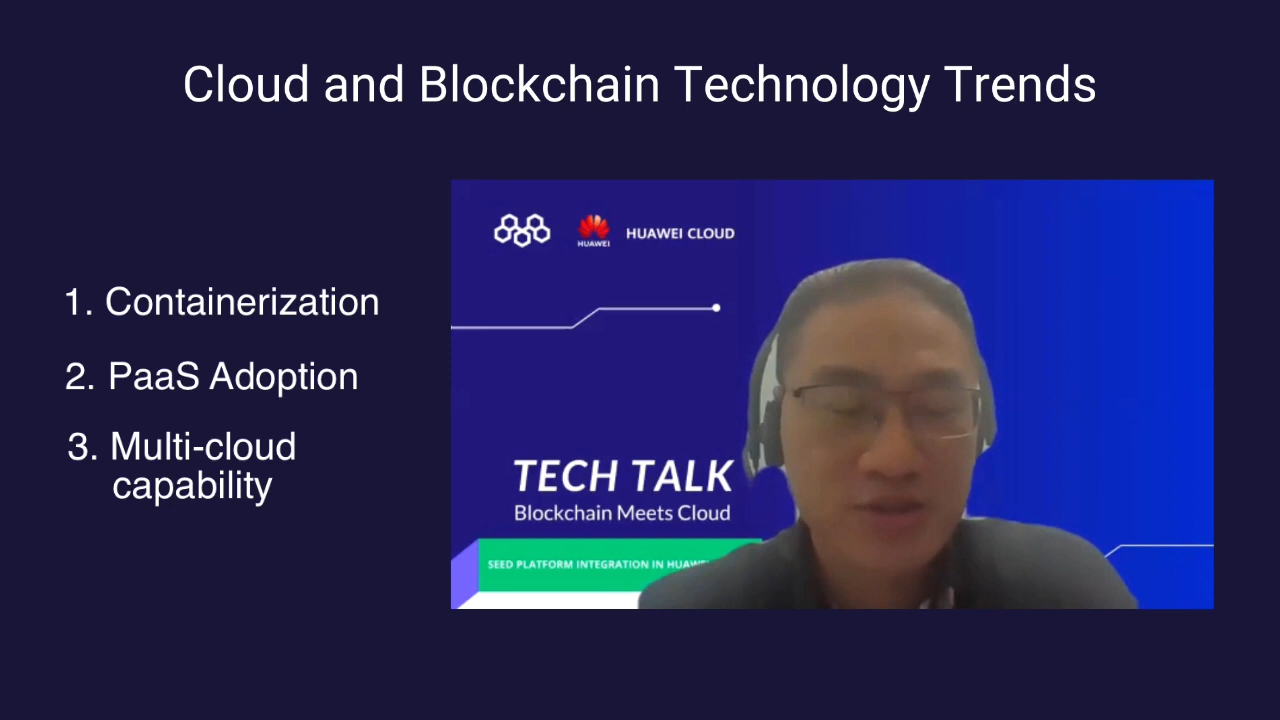 Cloud and Blockchain Technology Trends
1. Containerization
2. PaaS Adoption
3. Multi-cloud
capability
HUAWEI
HUAWEI CLOUD
TECH TALK
Blockchain Meets Cloud
SEED PLATFORM INTEGRATION IN